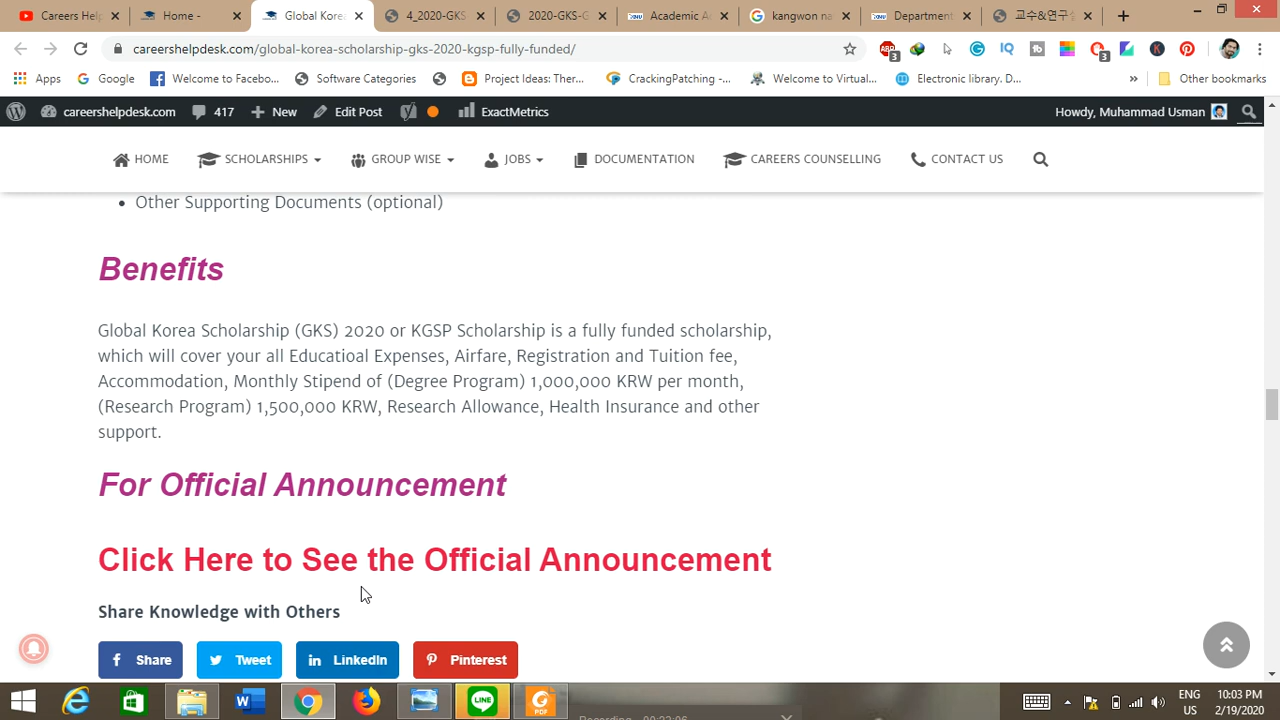 Careers Help
Home -
Global Kore
4_2020-GKS
2020-GKS-G
Academic A
kangwon na
Department
교수&연구실
careershelpdesk.com/global-korea-scholarship-gks-2020-kgsp-fully-funded/
3
3
Apps
Google
Welcome to Facebo...
Software Categories
Project Ideas: Ther...
CrackingPatching -...
Welcome to Virtual...
Electronic library. D...
»
Other bookmarks
careershelpdesk.com
417
New
Edit Post
ExactMetrics
Howdy, Muhammad Usman
HOME
SCHOLARSHIPS
GROUP WISE
JOBS
DOCUMENTATION
CAREERS COUNSELLING
CONTACT US
• Other Supporting Documents (optional)
Benefits
Global Korea Scholarship (GKS) 2020 or KGSP Scholarship is a fully funded scholarship,
which will cover your all Educatioal Expenses, Airfare, Registration and Tuition fee,
Accommodation, Monthly Stipend of (Degree Program) 1,000,000 KRW per month,
(Research Program) 1,500,000 KRW, Research Allowance, Health Insurance and other
support.
For Official Announcement
Click Here to See the Official Announcement
Share Knowledge with Others
Share
Tweet
LinkedIn
Pinterest
ENG
US
10:03 PM
2/19/2020